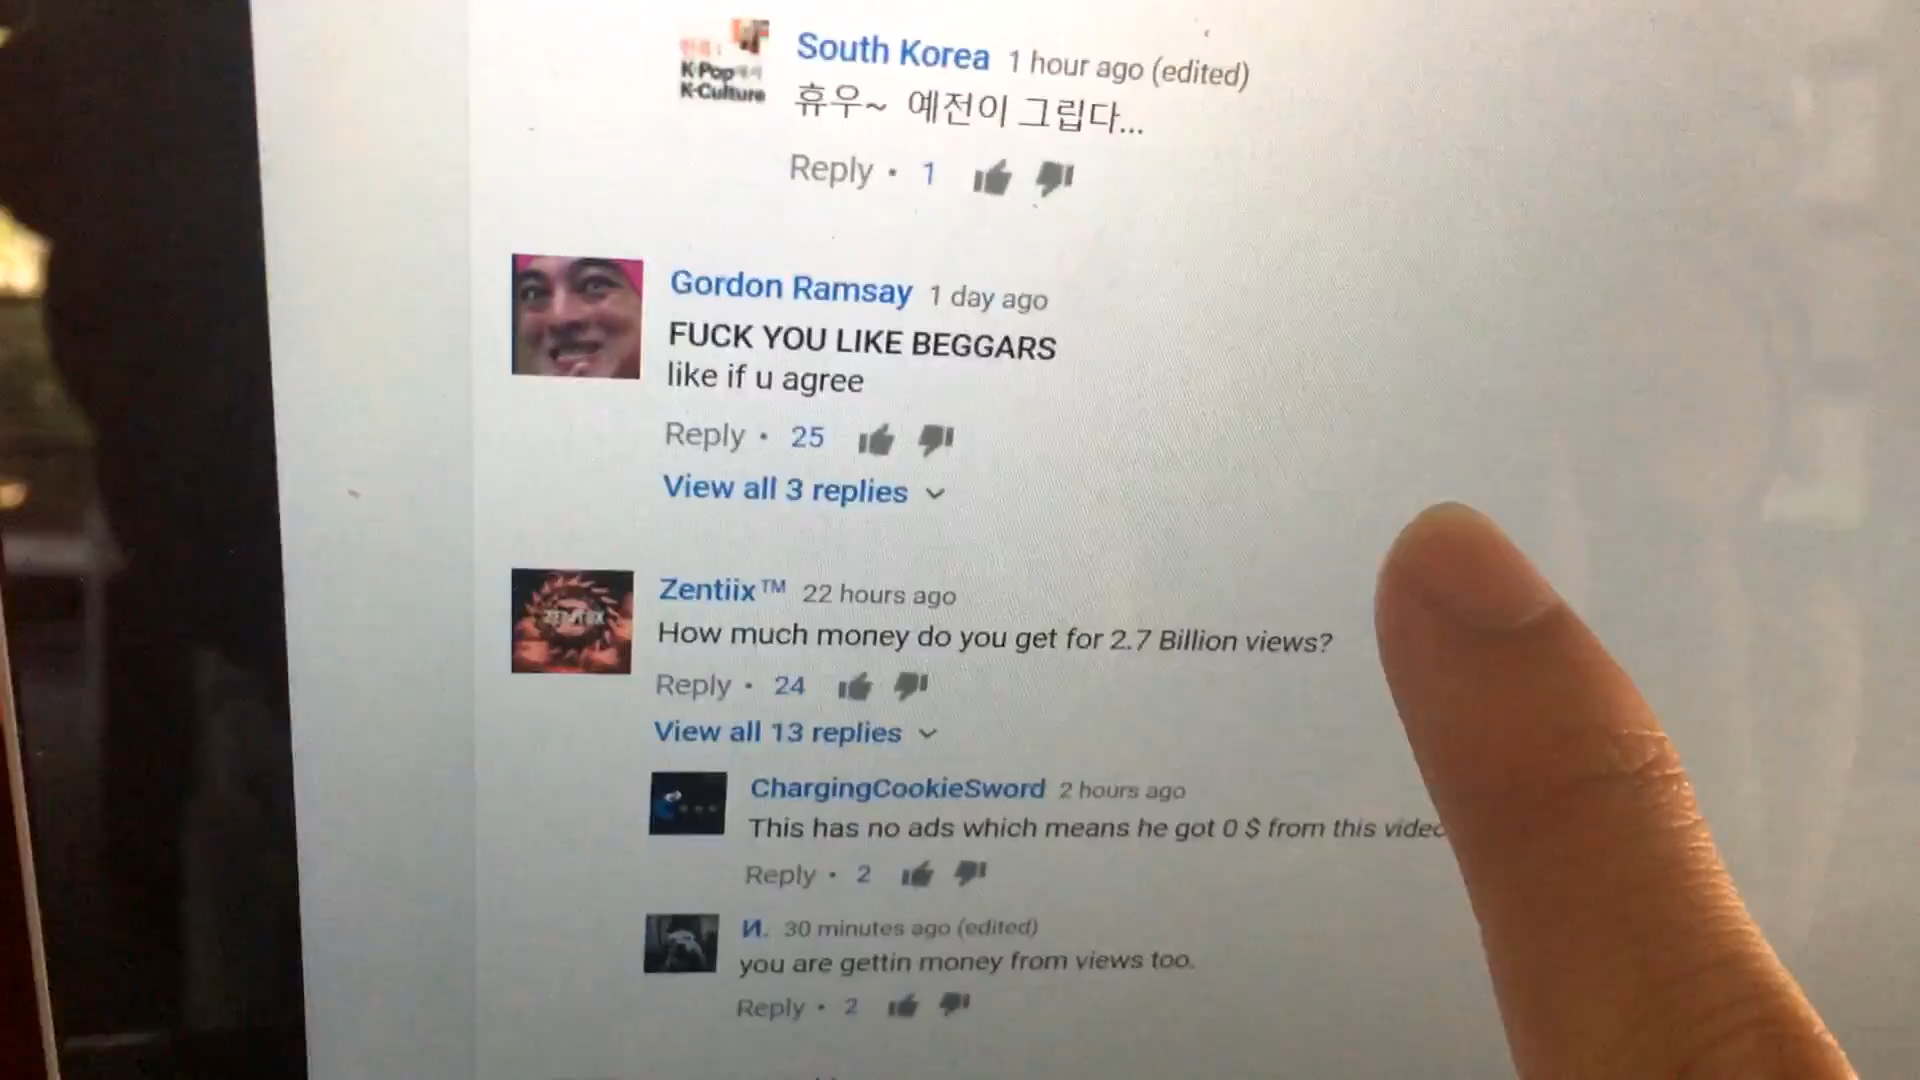 K-Pop
K-Culture
South Korea 1 hour ago (edited)
휴우~ 예전이 그립다...
Reply • 1
Gordon Ramsay 1 day ago
FUCK YOU LIKE BEGGARS
like if u agree
Reply • 25
View all 3 replies
Zentiix™ 22 hours ago
How much money do you get for 2.7 Billion views?
Reply • 24
View all 13 replies
ChargingCookieSword 2 hours ago
This has no ads which means he got 0 $ from this video
Reply • 2
И. 30 minutes ago (edited)
you are gettin money from views too.
Reply • 2